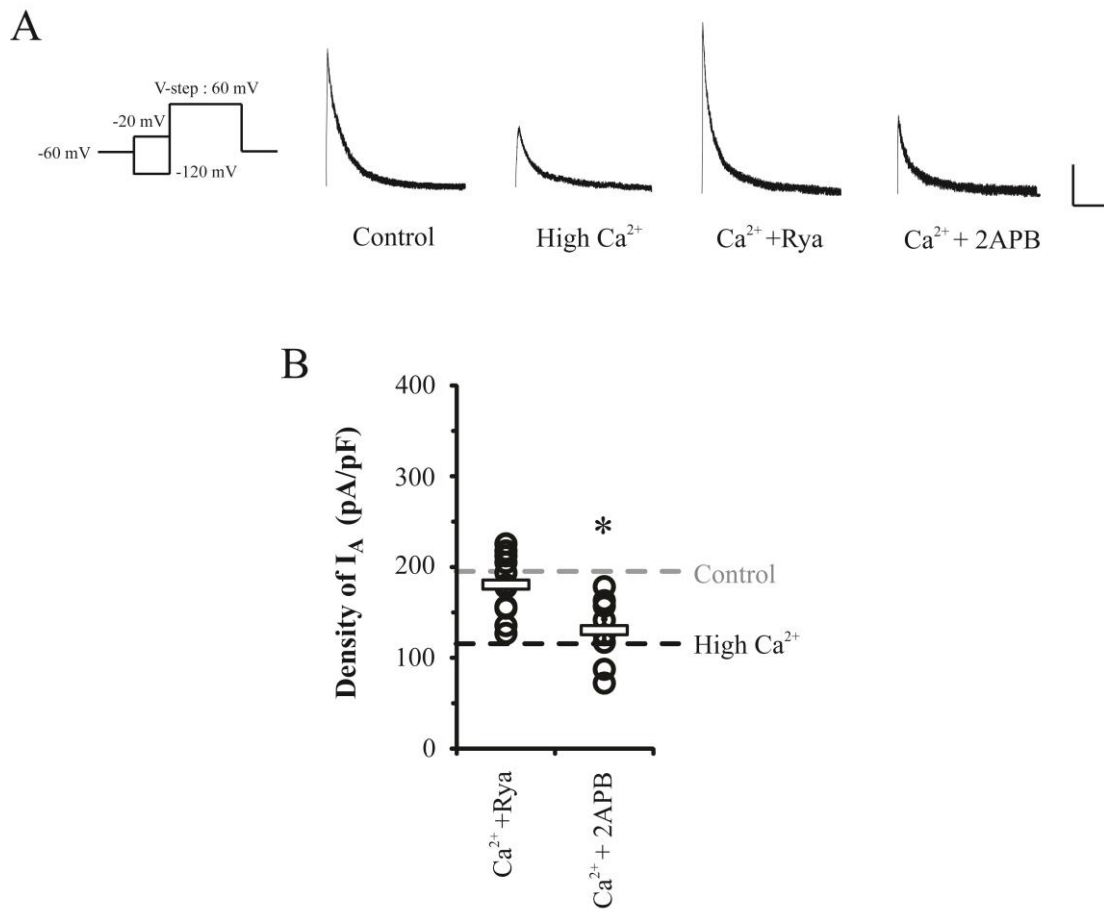 A
V-step : 60 mV
-20 mV
-60 mV
-120 mV
Control
High Ca²⁺
Ca²⁺ +Rya
Ca²⁺ + 2APB
B
Density of I_A (pA/pF)
400
300
200
100
0
*
Control
High Ca²⁺
Ca²⁺ +Rya
Ca²⁺ + 2APB